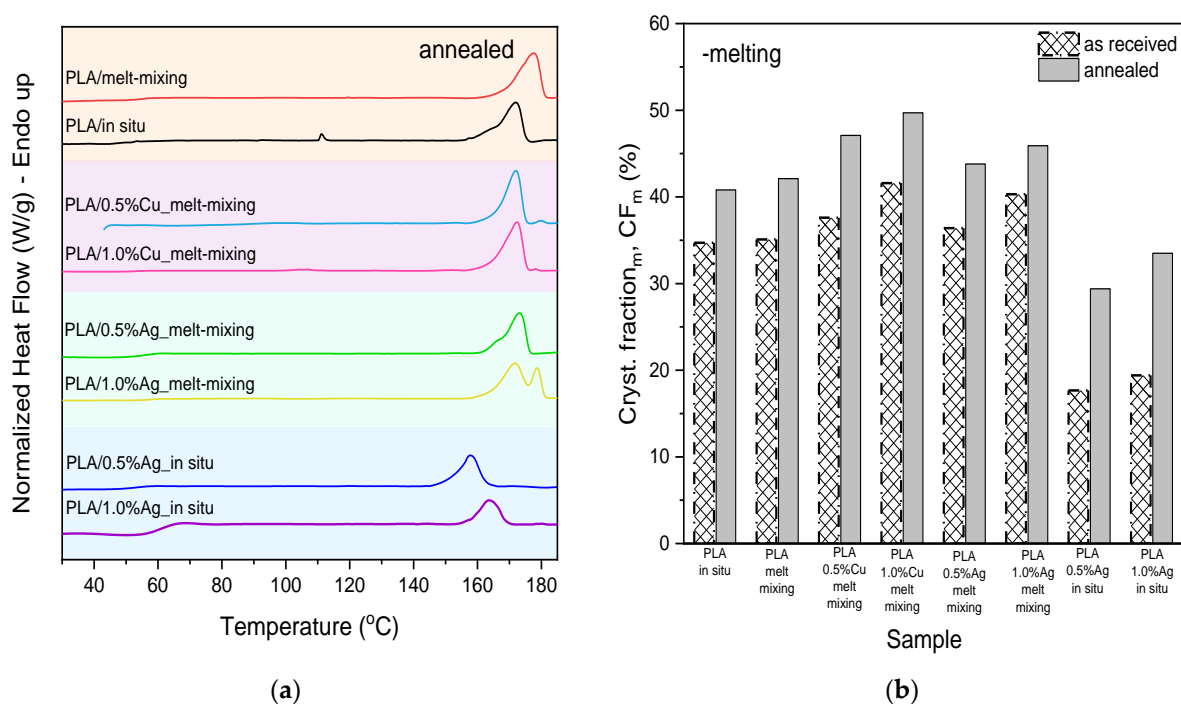 Normalized Heat Flow (W/g) - Endo up
annealed
PLA/melt-mixing
PLA/in situ
PLA/0.5%Cu_melt-mixing
PLA/1.0%Cu_melt-mixing
PLA/0.5%Ag_melt-mixing
PLA/1.0%Ag_melt-mixing
PLA/0.5%Ag_in situ
PLA/1.0%Ag_in situ
40 60 80 100 120 140 160 180
Temperature (°C)
(a)
Cryst. fractionₘ, CFₘ (%)
60
50
40
30
20
10
0
-melting
as received
annealed
PLA
in situ
PLA
melt
mixing
PLA
0.5%Cu
melt
mixing
PLA
1.0%Cu
melt
mixing
PLA
0.5%Ag
melt
mixing
PLA
1.0%Ag
melt
mixing
PLA
0.5%Ag
in situ
PLA
1.0%Ag
in situ
Sample
(b)